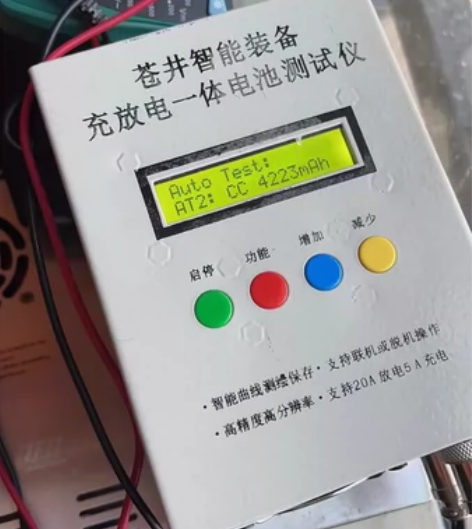 苍井智能装备
充放电一体电池测试仪
Auto Test:
AT2: CC 4223mAh
启停 功能 增加 减少
·智能曲线测绘保存·支持联机或脱机操作
·高精度高分辨率·支持20A放电5A充电